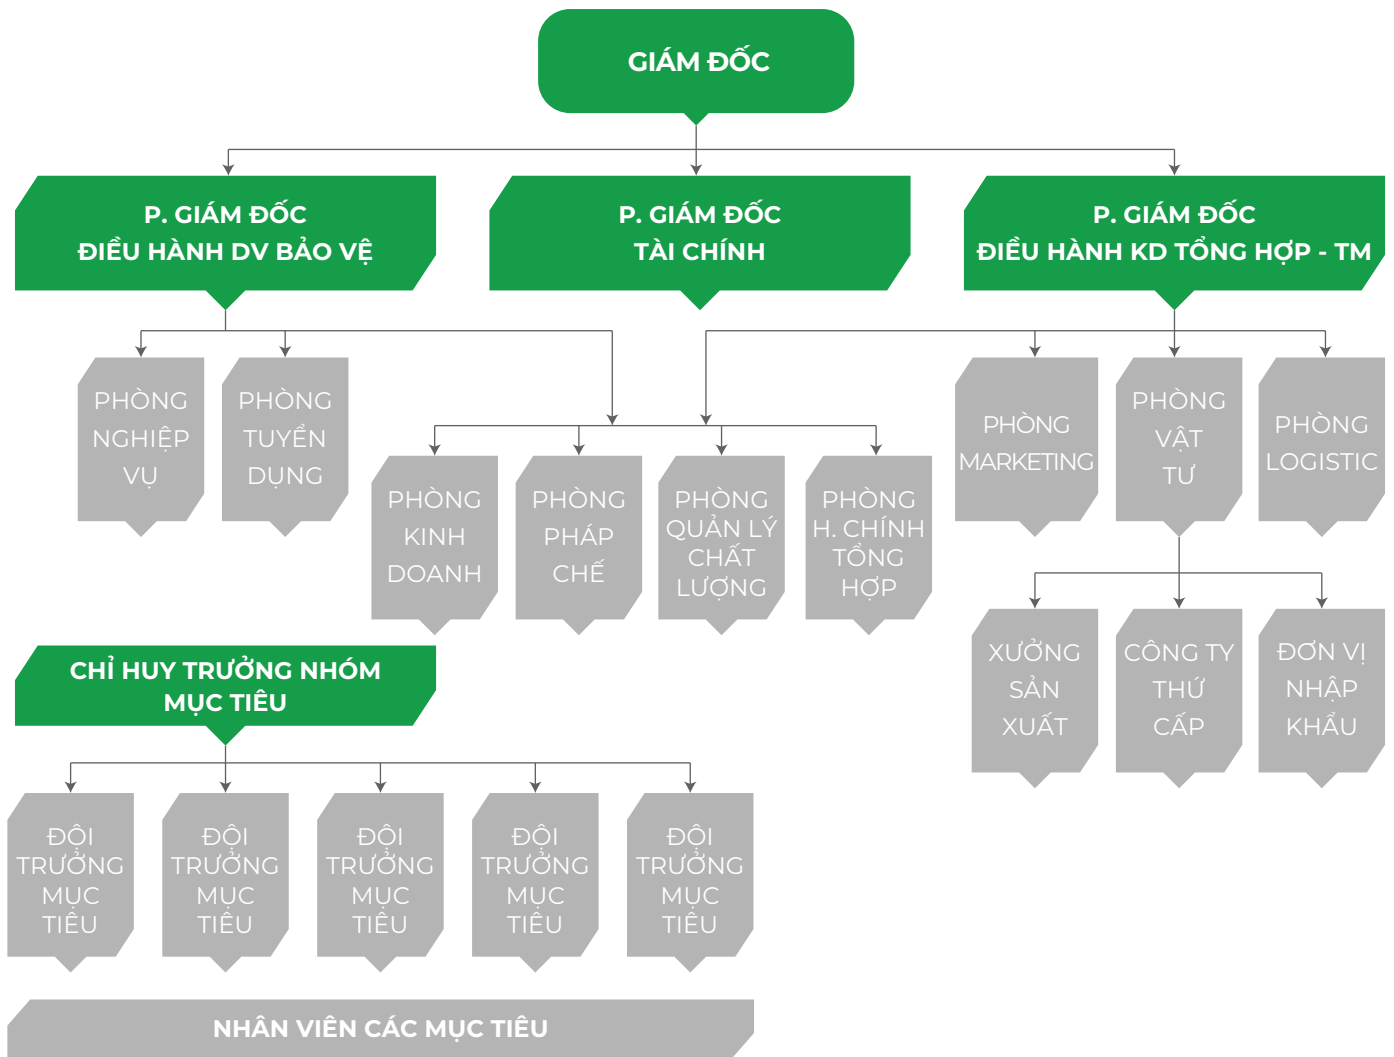 GIÁM ĐỐC
P. GIÁM ĐỐC
ĐIỀU HÀNH DV BẢO VỆ
P. GIÁM ĐỐC
TÀI CHÍNH
P. GIÁM ĐỐC
ĐIỀU HÀNH KD TỔNG HỢP - TM
PHÒNG
NGHIỆP
VỤ
PHÒNG
TUYỂN
DỤNG
PHÒNG
KINH
DOANH
PHÒNG
PHÁP
CHẾ
PHÒNG
QUẢN LÝ
CHẤT
LƯỢNG
PHÒNG
H. CHÍNH
TỔNG
HỢP
PHÒNG
MARKETING
PHÒNG
VẬT
TƯ
PHÒNG
LOGISTIC
XƯỞNG
SẢN
XUẤT
CÔNG TY
THỨ
CẤP
ĐƠN VỊ
NHẬP
KHẨU
CHỈ HUY TRƯỞNG NHÓM
MỤC TIÊU
ĐỘI
TRƯỞNG
MỤC
TIÊU
ĐỘI
TRƯỞNG
MỤC
TIÊU
ĐỘI
TRƯỞNG
MỤC
TIÊU
ĐỘI
TRƯỞNG
MỤC
TIÊU
ĐỘI
TRƯỞNG
MỤC
TIÊU
NHÂN VIÊN CÁC MỤC TIÊU